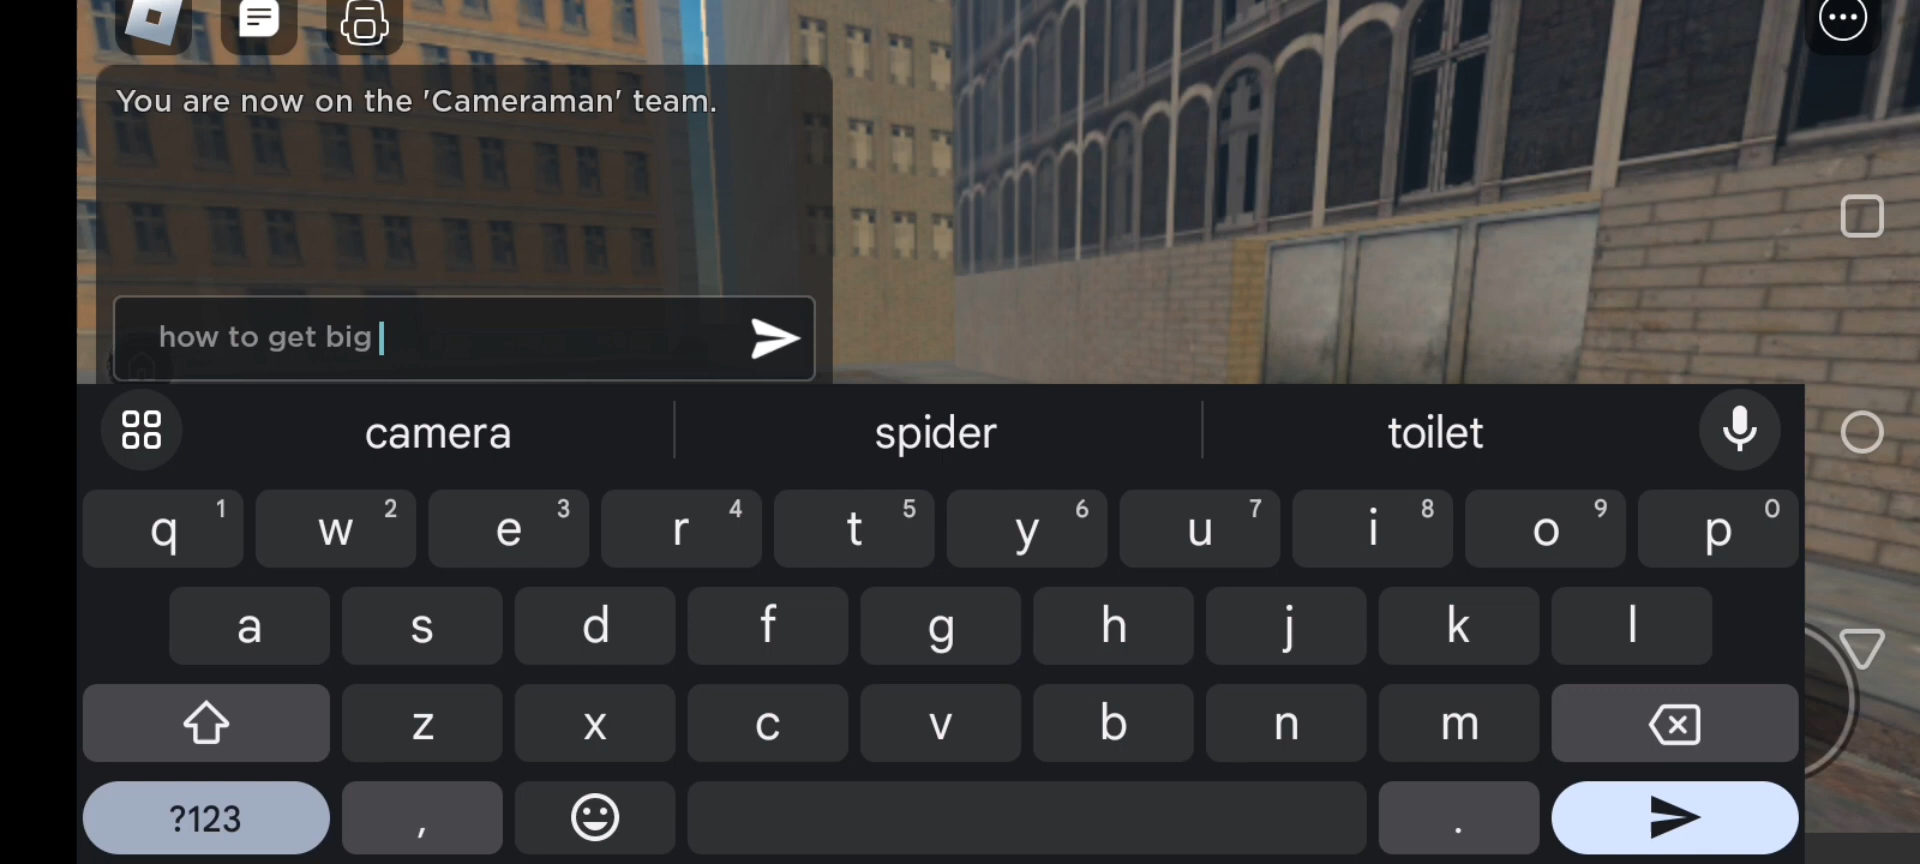 You are now on the 'Cameraman' team.
how to get big
camera spider toilet
q 1 w 2 e 3 r 4 t 5 y 6 u 7 i 8 o 9 p 0
a s d f g h j k l
z x c v b n m
?123 , .